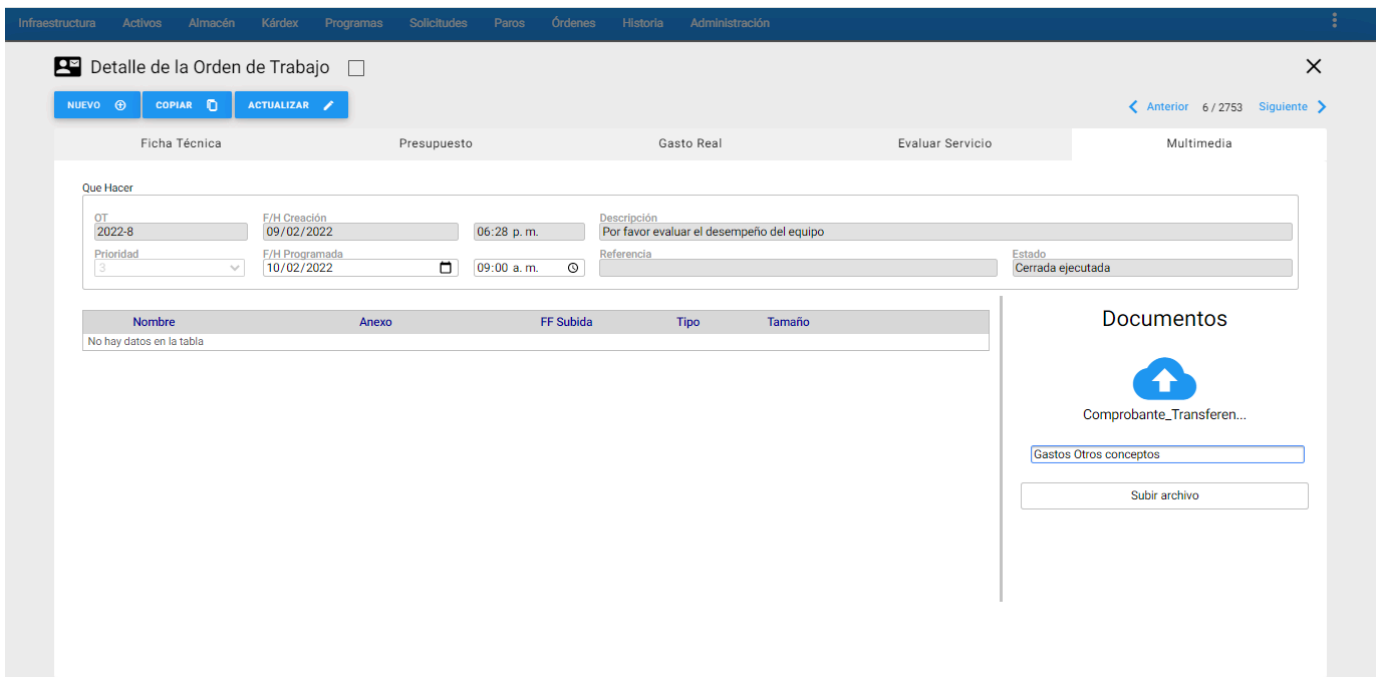 Infraestructura Activos Almacén Kárdex Programas Solicitudes Paros Órdenes Historia Administración
Detalle de la Orden de Trabajo
NUEVO COPIAR ACTUALIZAR
Anterior 6 / 2753 Siguiente
Ficha Técnica Presupuesto Gasto Real Evaluar Servicio Multimedia
Que Hacer
OT F/H Creación Descripción
2022-8 09/02/2022 06:28 p. m. Por favor evaluar el desempeño del equipo
Prioridad F/H Programada Referencia Estado
3 10/02/2022 09:00 a. m. Cerrada ejecutada
Nombre Anexo FF Subida Tipo Tamaño
No hay datos en la tabla
Documentos
Comprobante_Transferen...
Gastos Otros conceptos
Subir archivo